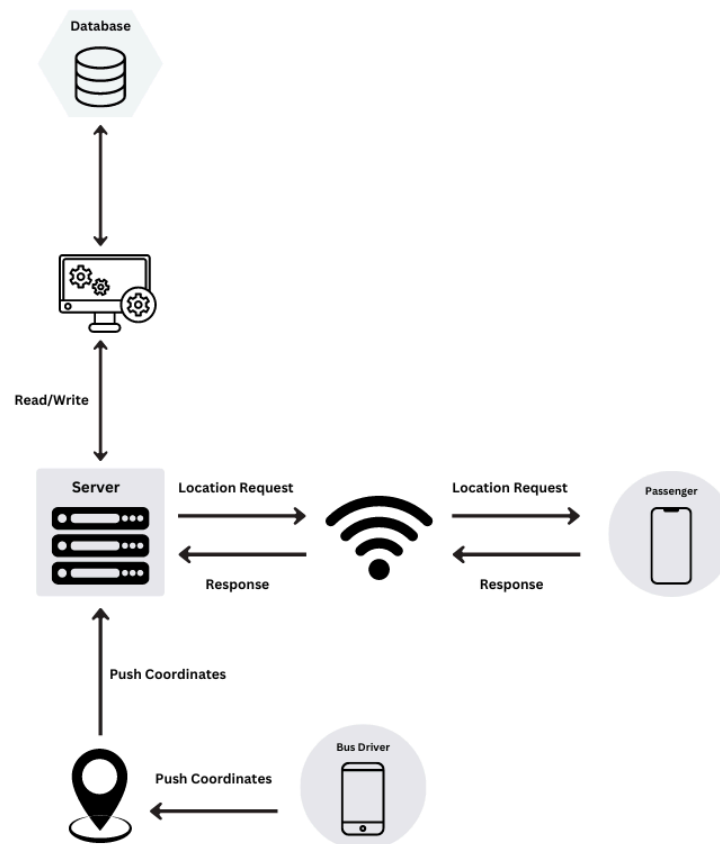 Database
Read/Write
Server
Location Request
Location Request
Passenger
Response
Response
Push Coordinates
Bus Driver
Push Coordinates